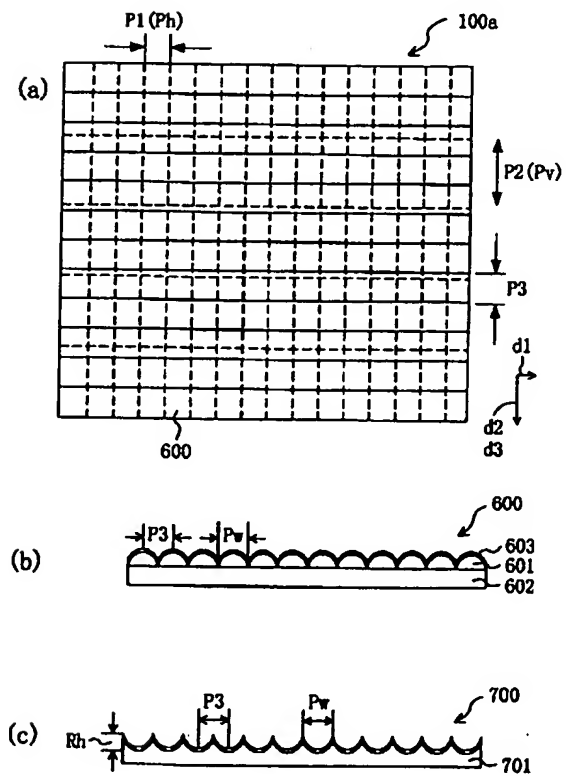 P1(Ph)
100a
(a)
P2(Pv)
P3
d1
d2
d3
600
600
(b)
P3
Pw
603
601
602
700
(c)
P3
Pw
Rh
701